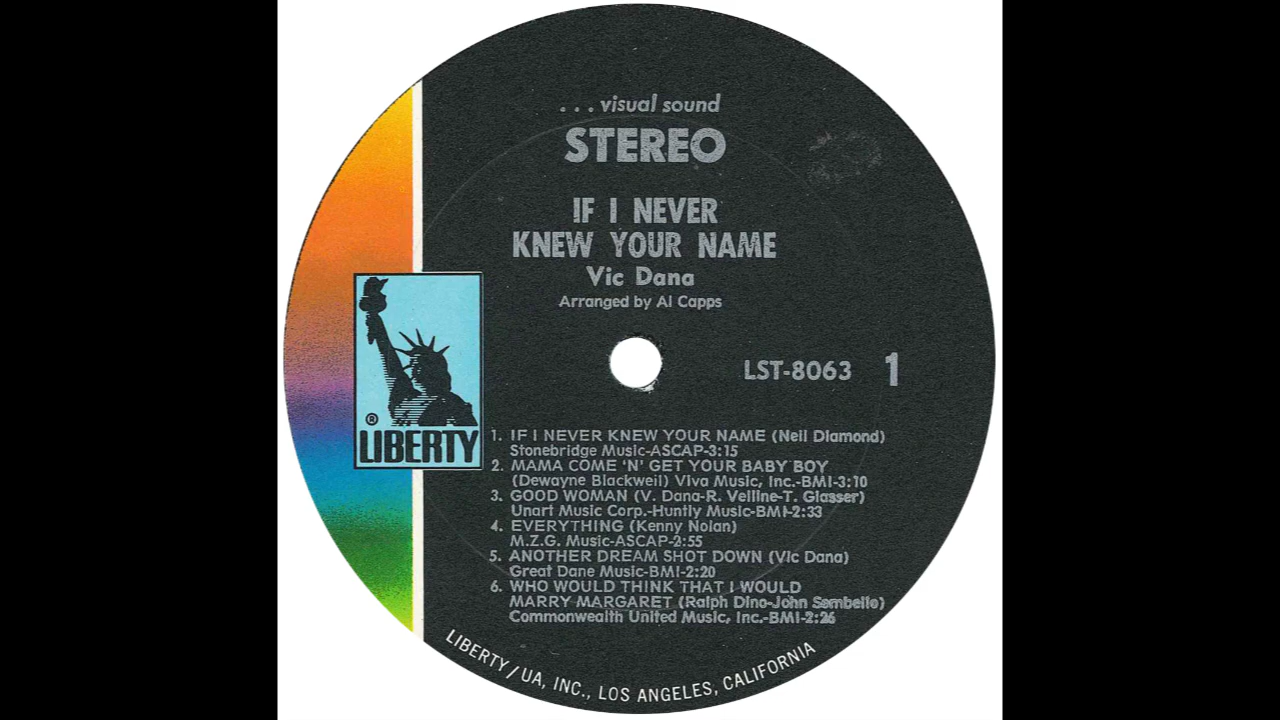 . . . visual sound
STEREO
IF I NEVER
KNEW YOUR NAME
Vic Dana
Arranged by Al Capps
LST-8063 1
® LIBERTY
1. IF I NEVER KNEW YOUR NAME (Neil Diamond)
Stonebridge Music-ASCAP-3:15
2. MAMA COME 'N' GET YOUR BABY BOY
(Dewayne Blackwell) Viva Music, Inc.-BMI-3:10
3. GOOD WOMAN (V. Dana-R. Velline-T. Glasser)
Unart Music Corp.-Huntly Music-BMI-2:33
4. EVERYTHING (Kenny Nolan)
M.Z.G. Music-ASCAP-2:55
5. ANOTHER DREAM SHOT DOWN (Vic Dana)
Great Dane Music-BMI-2:20
6. WHO WOULD THINK THAT I WOULD
MARRY MARGARET (Ralph Dino-John Sembello)
Commonwealth United Music, Inc.-BMI-2:26
LIBERTY/UA, INC., LOS ANGELES, CALIFORNIA